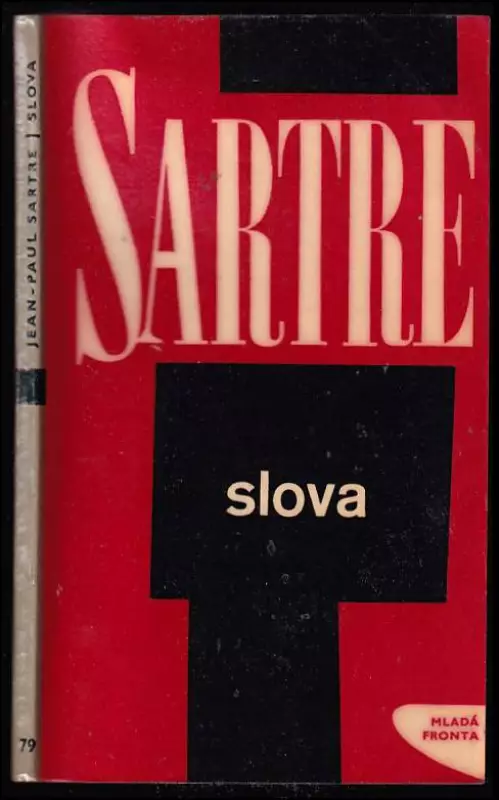 JEAN-PAUL SARTRE | SLOVA
79
SARTRE
slova
MLADÁ
FRONTA